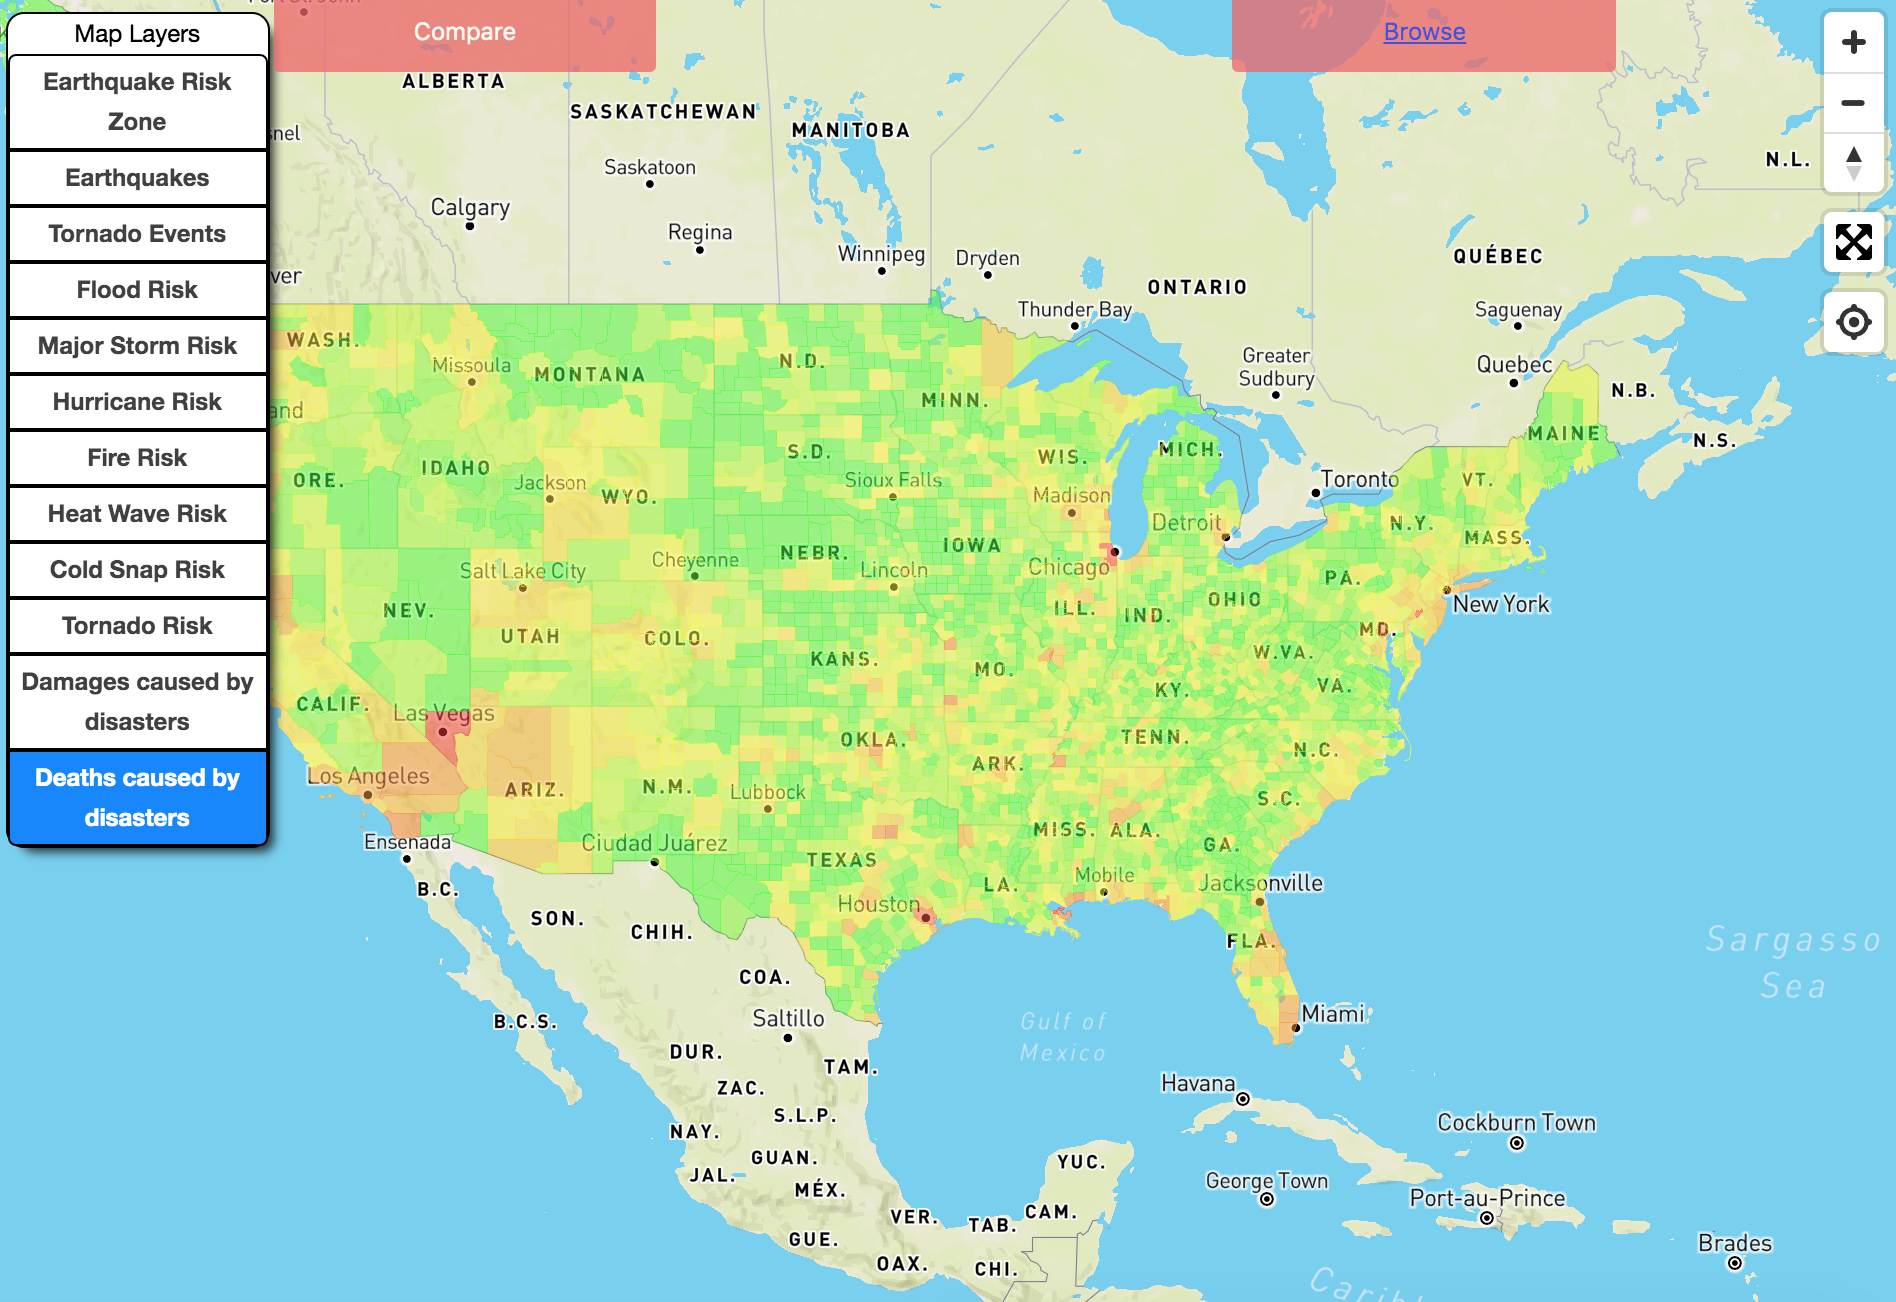 Map Layers
Earthquake Risk
Zone
Earthquakes
Tornado Events
Flood Risk
Major Storm Risk
Hurricane Risk
Fire Risk
Heat Wave Risk
Cold Snap Risk
Tornado Risk
Damages caused by
disasters
Deaths caused by
disasters
Compare
Browse
ALBERTA
SASKATCHEWAN
MANITOBA
Saskatoon
N.L.
Calgary
Regina
Winnipeg
Dryden
QUÉBEC
ONTARIO
Thunder Bay
Saguenay
WASH.
Missoula
MONTANA
N.D.
Greater
Sudbury
Quebec
N.B.
MINN.
MAINE
N.S.
ORE.
IDAHO
Jackson
WYO.
S.D.
Sioux Falls
WIS.
Madison
MICH.
Toronto
VT.
Detroit
N.Y.
MASS.
Salt Lake City
Cheyenne
NEBR.
Lincoln
IOWA
Chicago
PA.
NEV.
UTAH
COLO.
ILL.
IND.
OHIO
New York
MD.
KANS.
MO.
W.VA.
KY.
VA.
CALIF.
Las Vegas
OKLA.
TENN.
N.C.
Los Angeles
ARIZ.
N.M.
Lubbock
ARK.
S.C.
Ensenada
Ciudad Juárez
MISS.
ALA.
GA.
TEXAS
B.C.
LA.
Mobile
Jacksonville
SON.
CHIH.
Houston
FLA.
Sargasso
Sea
COA.
B.C.S.
Saltillo
Gulf of
Mexico
Miami
DUR.
TAM.
ZAC.
Havana
S.L.P.
Cockburn Town
NAY.
GUAN.
YUC.
JAL.
MÉX.
George Town
Port-au-Prince
VER.
TAB.
CAM.
GUE.
Brades
OAX.
CHI.